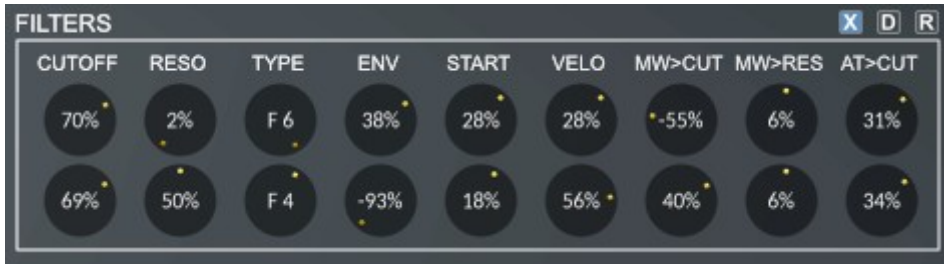 FILTERS X D R
CUTOFF RESO TYPE ENV START VELO MW>CUT MW>RES AT>CUT
70% 2% F 6 38% 28% 28% -55% 6% 31%
69% 50% F 4 -93% 18% 56% 40% 6% 34%